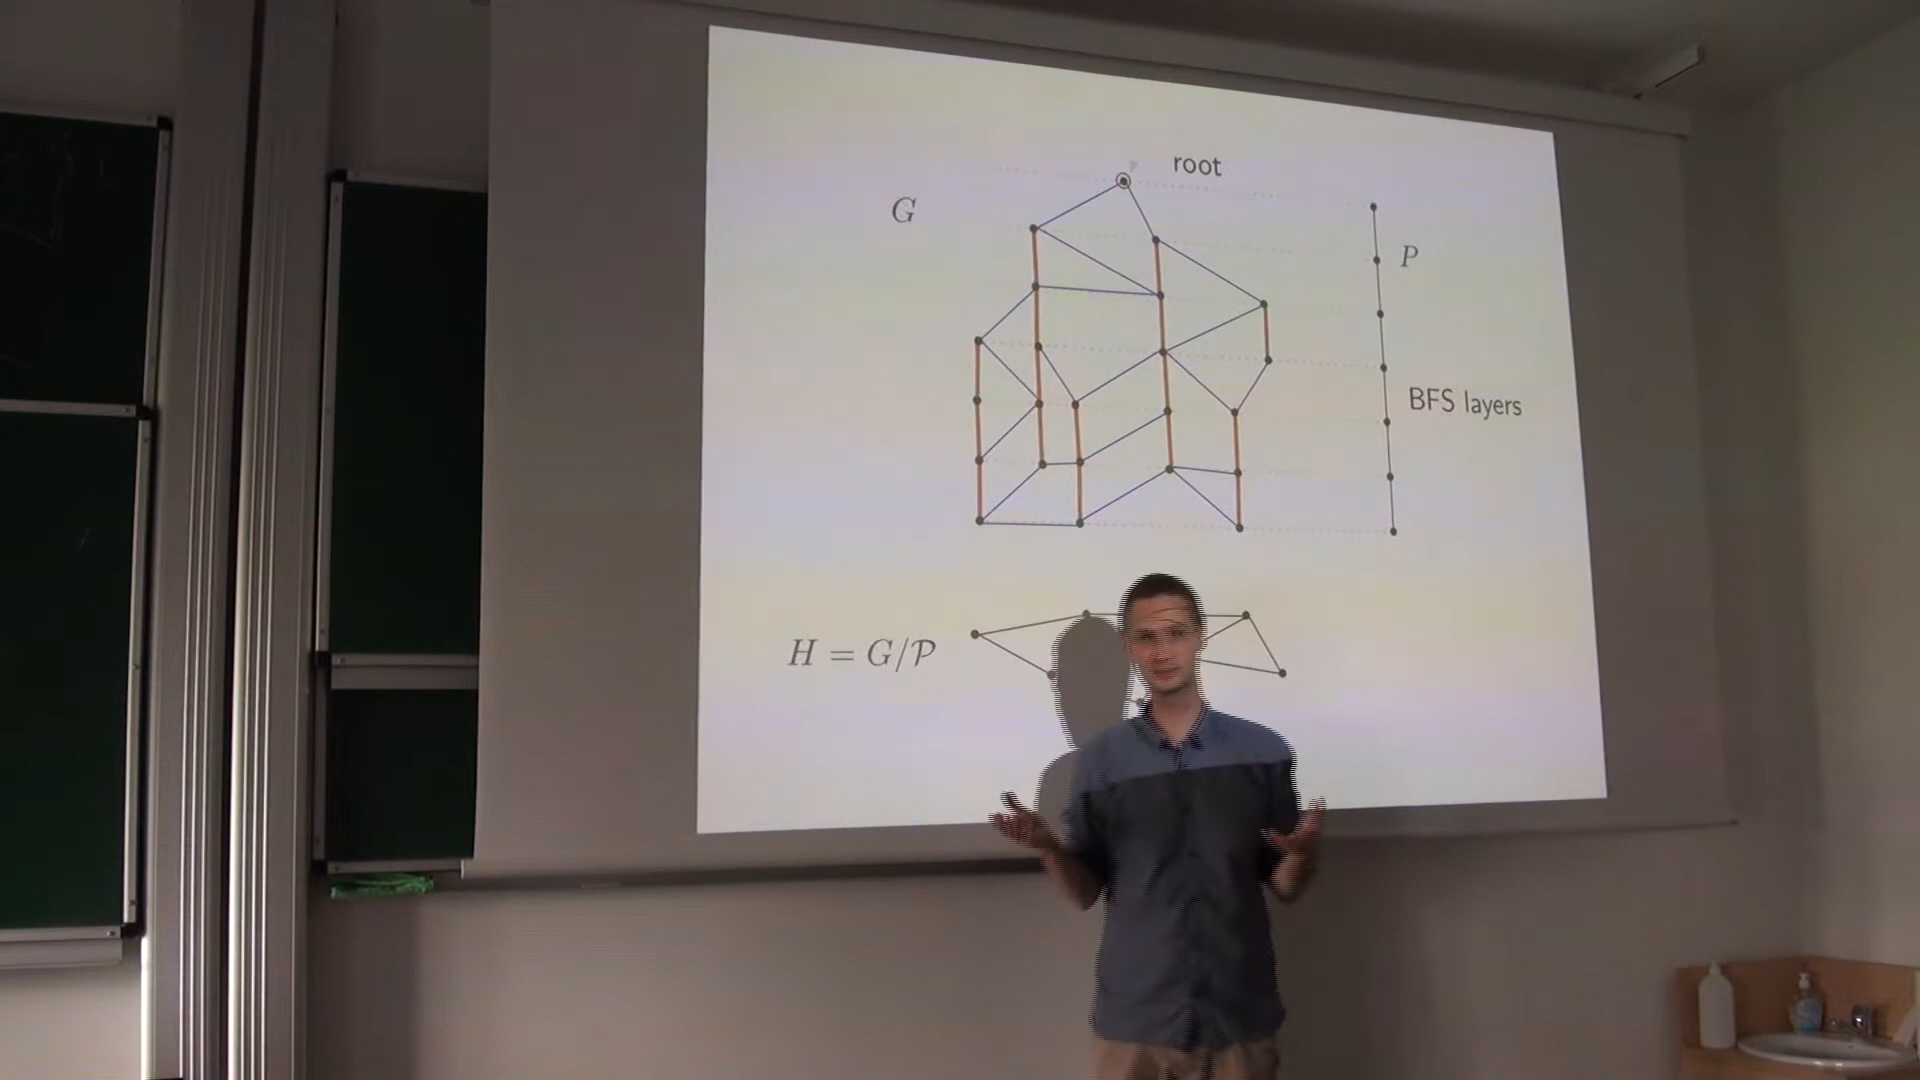 root
G
P
BFS layers
H = G/𝒫